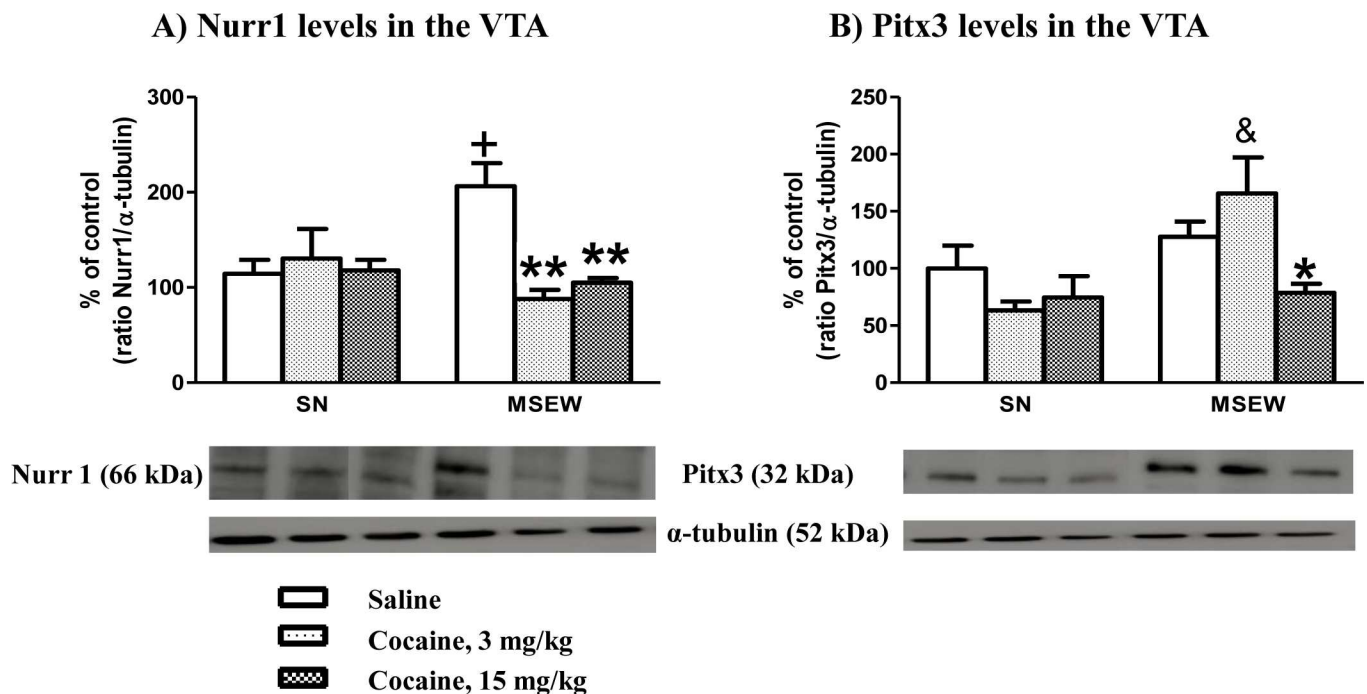 A) Nurr1 levels in the VTA
% of control
(ratio Nurr1/α-tubulin)
300
200
100
0
+
**
**
SN
MSEW
B) Pitx3 levels in the VTA
% of control
(ratio Pitx3/α-tubulin)
250
200
150
100
50
0
&
*
SN
MSEW
Nurr 1 (66 kDa)
Pitx3 (32 kDa)
α-tubulin (52 kDa)
Saline
Cocaine, 3 mg/kg
Cocaine, 15 mg/kg